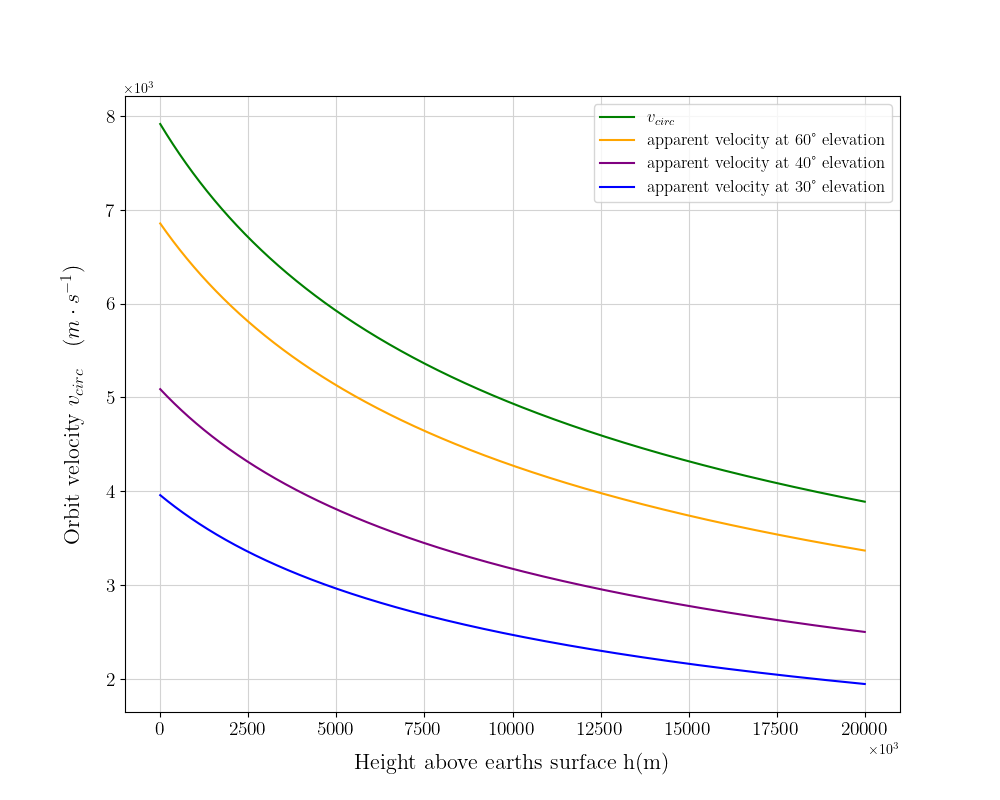 ×10³
8
7
6
5
4
3
2
Orbit velocity v_circ (m · s⁻¹)
v_circ
apparent velocity at 60° elevation
apparent velocity at 40° elevation
apparent velocity at 30° elevation
0 2500 5000 7500 10000 12500 15000 17500 20000
×10³
Height above earths surface h(m)